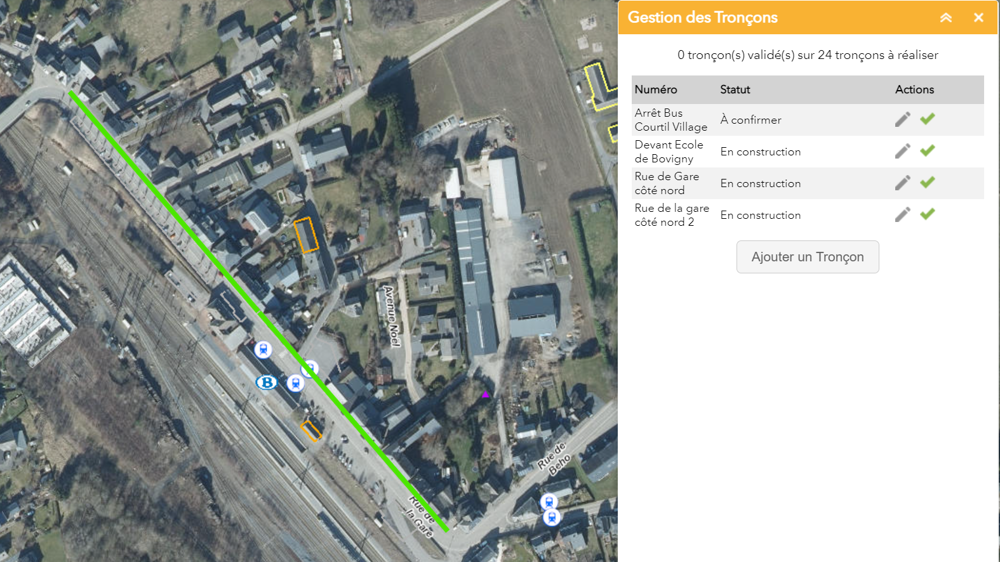 Gestion des Tronçons
0 tronçon(s) validé(s) sur 24 tronçons à réaliser
Numéro Statut Actions
Arrêt Bus
Courtil Village
À confirmer
Devant Ecole
de Bovigny
En construction
Rue de Gare
côté nord
En construction
Rue de la gare
côté nord 2
En construction
Ajouter un Tronçon
Avenue Noël
B
Rue de
Beho
Rue de
la Gare